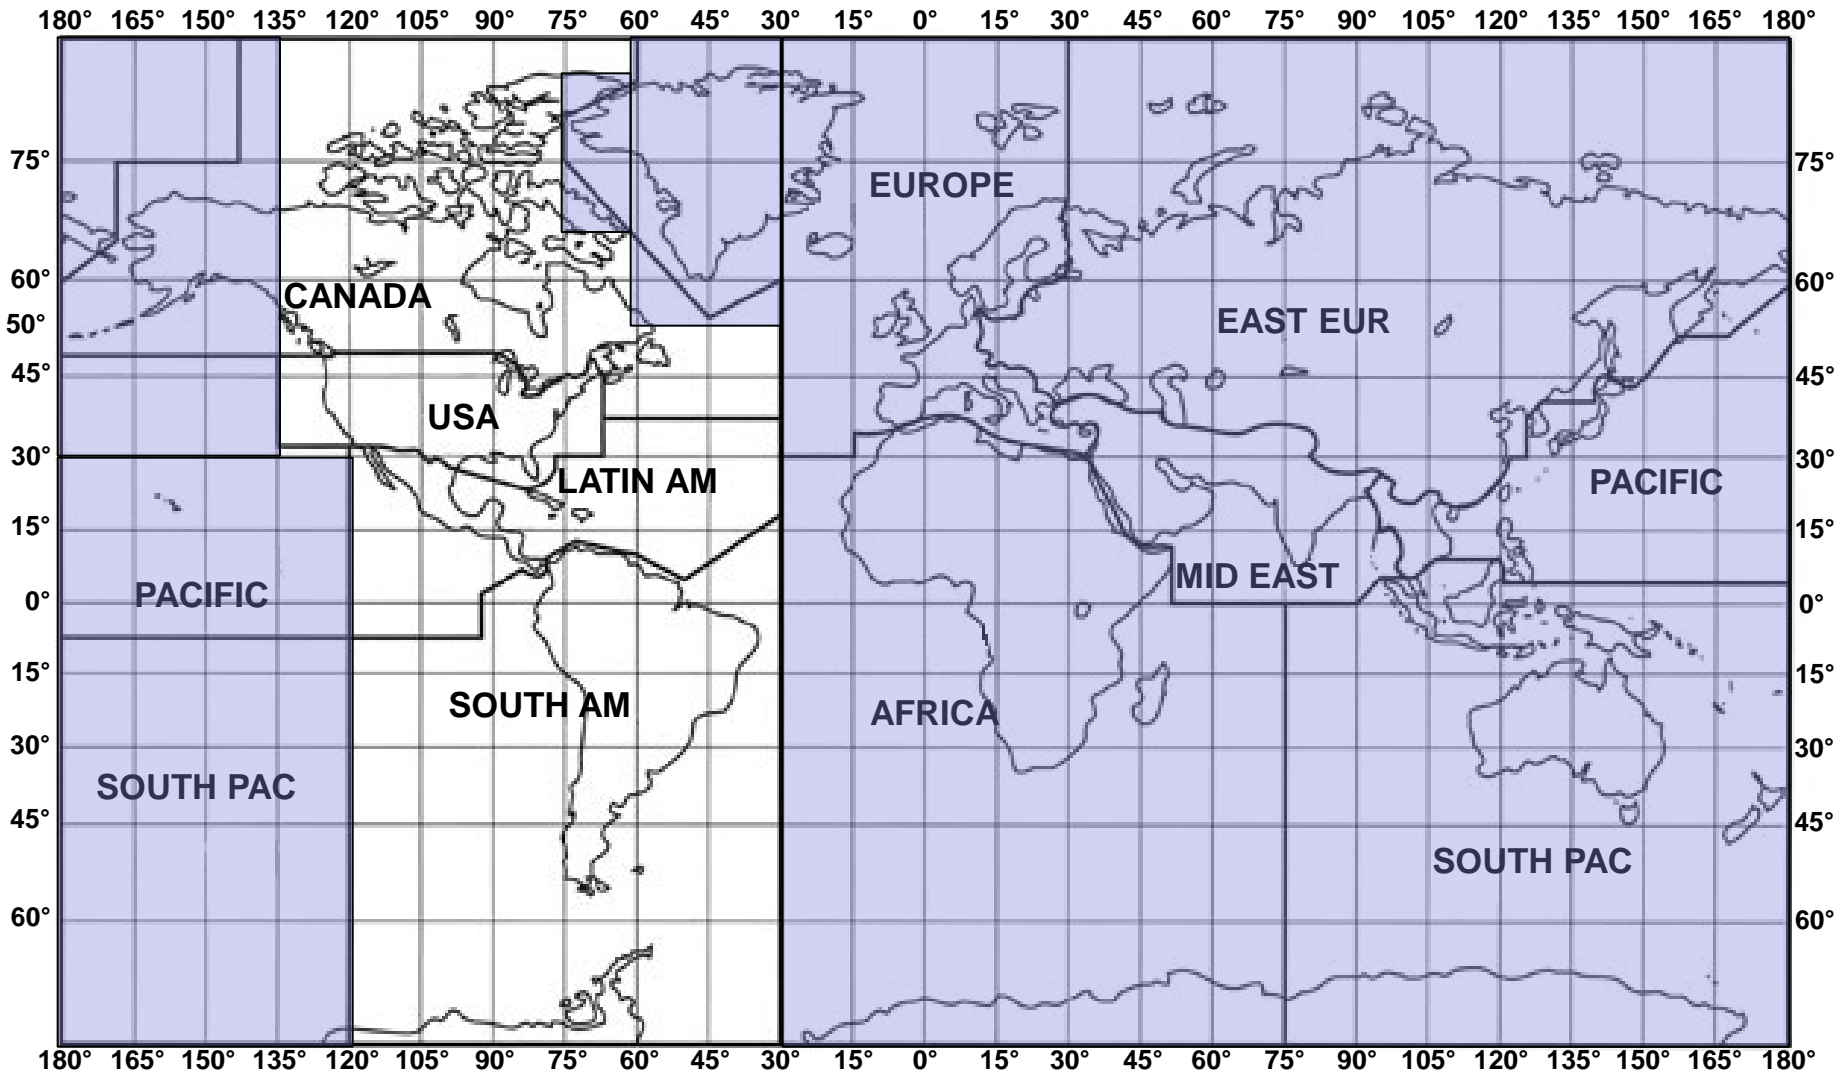 180° 165° 150° 135° 120° 105° 90° 75° 60° 45° 30° 15° 0° 15° 30° 45° 60° 75° 90° 105° 120° 135° 150° 165° 180°
75° 75°
EUROPE
60° 60°
CANADA
50° EAST EUR
45° 45°
USA
30° 30°
LATIN AM PACIFIC
15° 15°
PACIFIC MID EAST
0° 0°
15° 15°
SOUTH AM AFRICA
30° 30°
SOUTH PAC
45° 45°
SOUTH PAC
60° 60°
180° 165° 150° 135° 120° 105° 90° 75° 60° 45° 30° 15° 0° 15° 30° 45° 60° 75° 90° 105° 120° 135° 150° 165° 180°